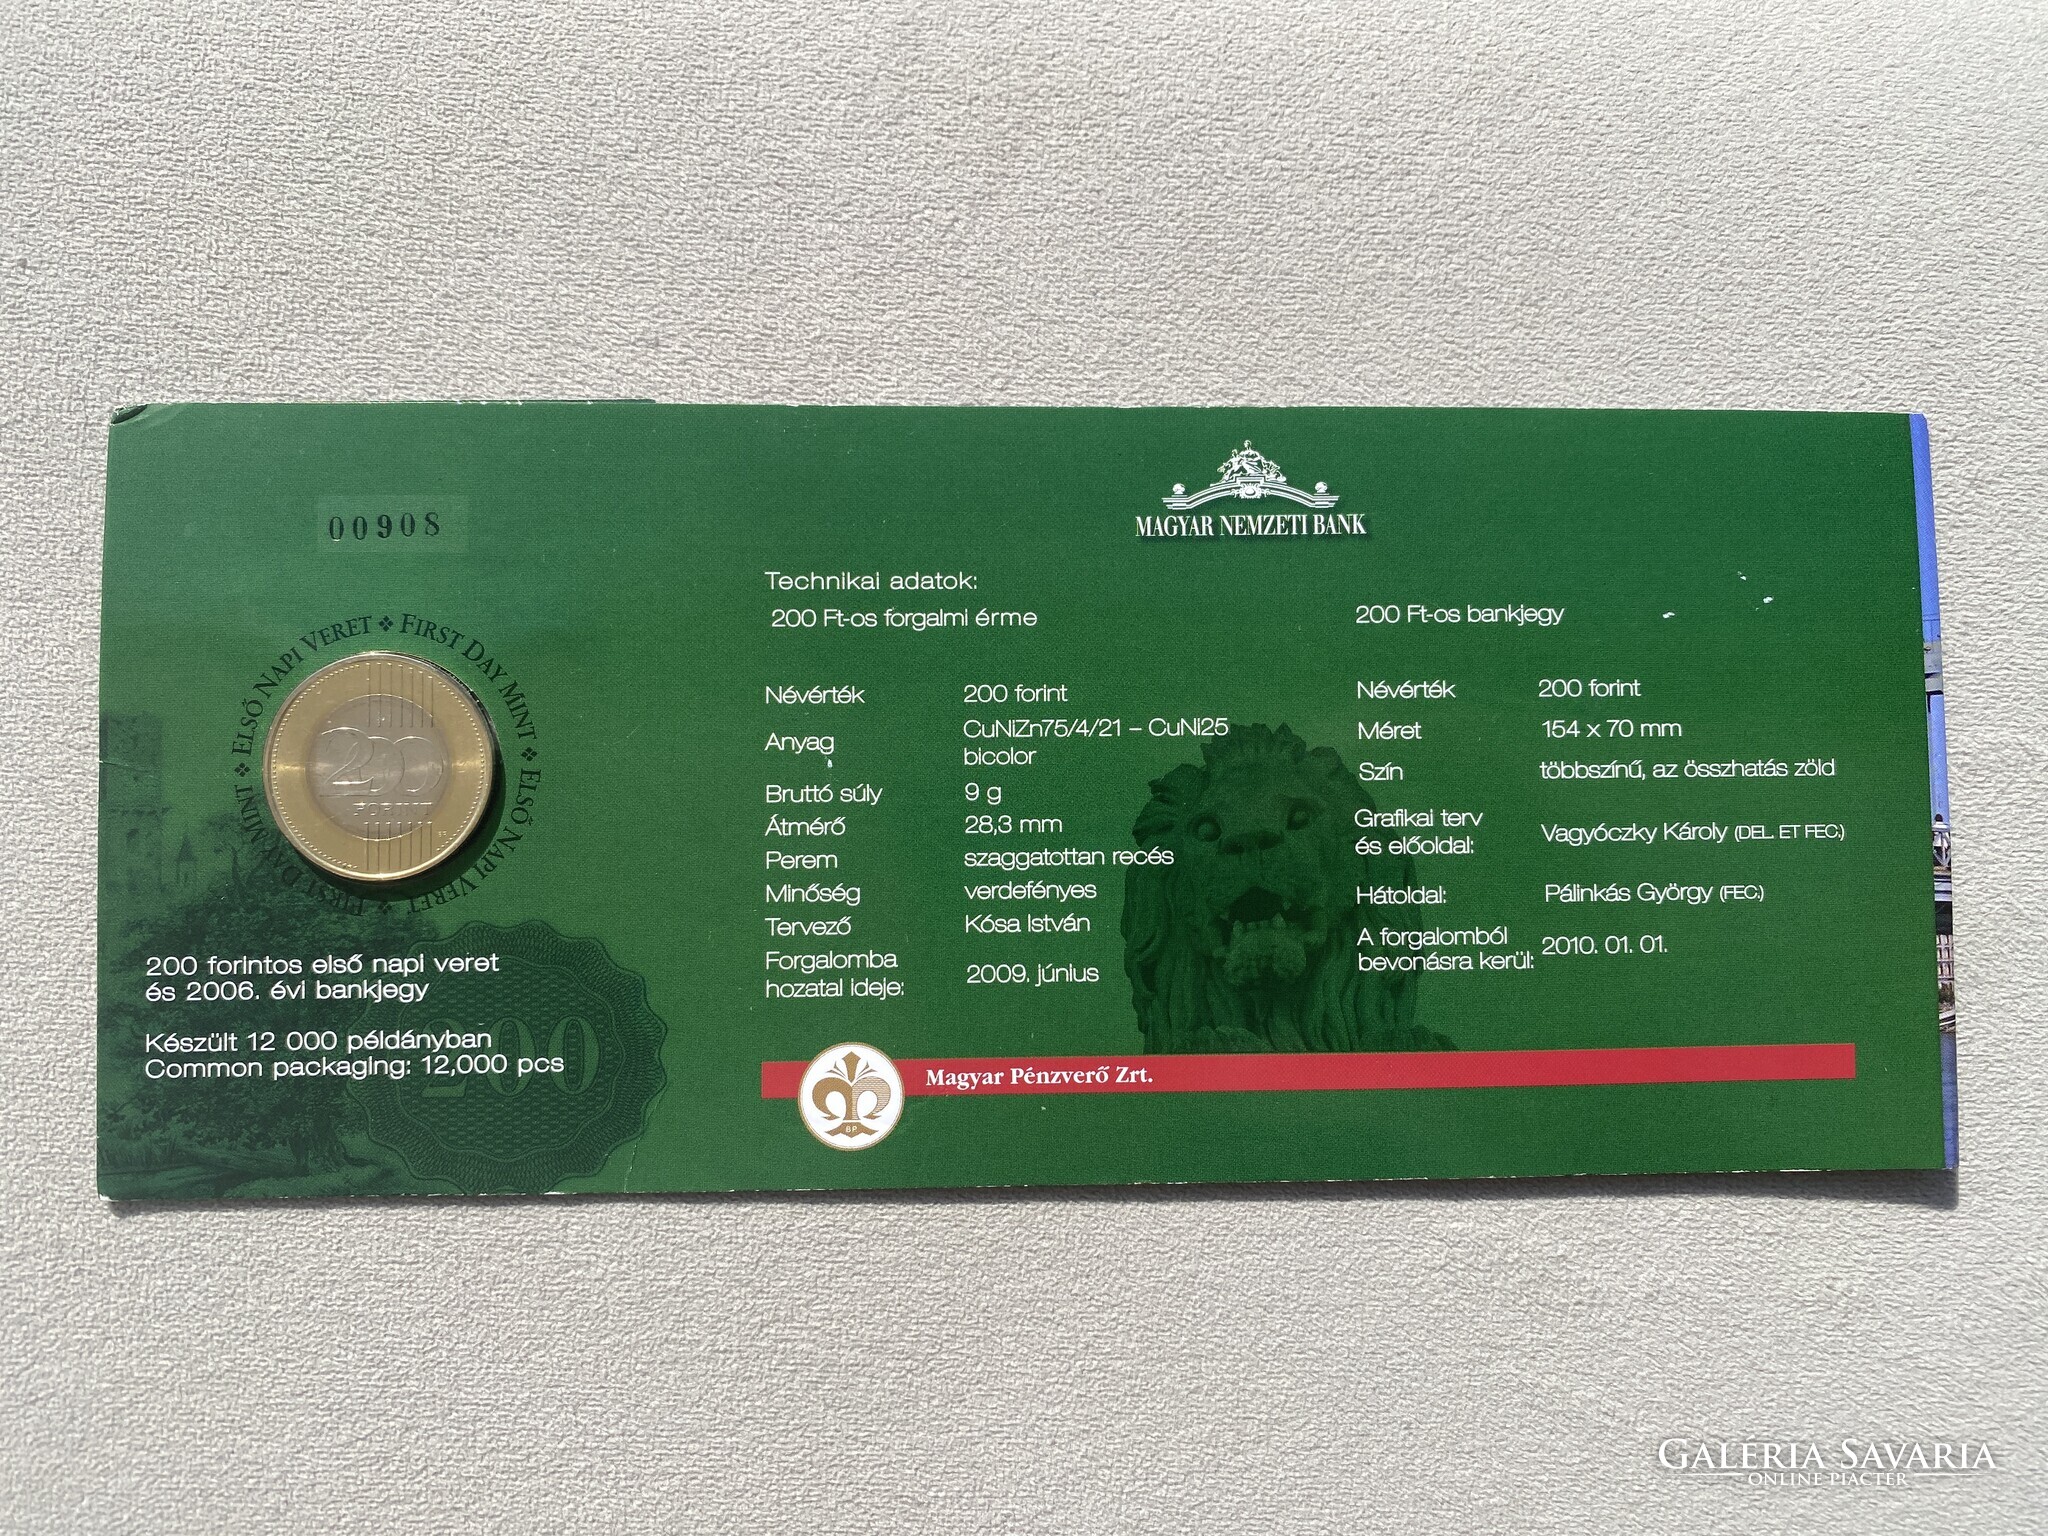 00908
ELSŐ NAPI VERET ❖ FIRST DAY MINT ❖ ELSŐ NAPI VERET ❖ FIRST DAY MINT ❖
200
FORINT
200 forintos első napi veret
és 2006. évi bankjegy
Készült 12 000 példányban
Common packaging: 12,000 pcs
200
MAGYAR NEMZETI BANK
Technikai adatok:
200 Ft-os forgalmi érme
Névérték 200 forint
Anyag CuNiZn75/4/21 – CuNi25
bicolor
Bruttó súly 9 g
Átmérő 28,3 mm
Perem szaggatottan recés
Minőség verdefényes
Tervező Kósa István
Forgalomba
hozatal ideje: 2009. június
200 Ft-os bankjegy
Névérték 200 forint
Méret 154 x 70 mm
Szín többszínű, az összhatás zöld
Grafikai terv
és előoldal: Vagyóczky Károly (DEL. ET FEC.)
Hátoldal: Pálinkás György (FEC.)
A forgalomból
bevonásra kerül: 2010. 01. 01.
BP.
Magyar Pénzverő Zrt.
GALERIA SAVARIA
ONLINE PIACTÉR